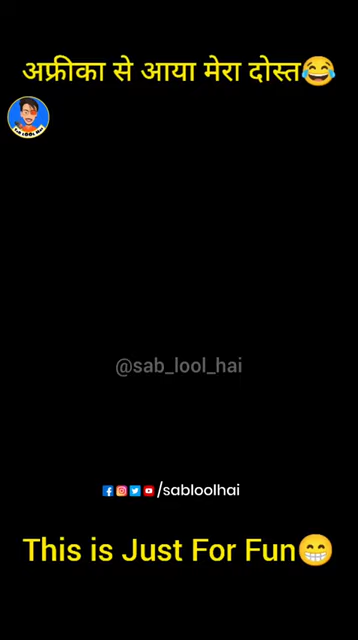 अफ्रीका से आया मेरा दोस्त😂
@sab_lool_hai
/sabloolhai
This is Just For Fun😁